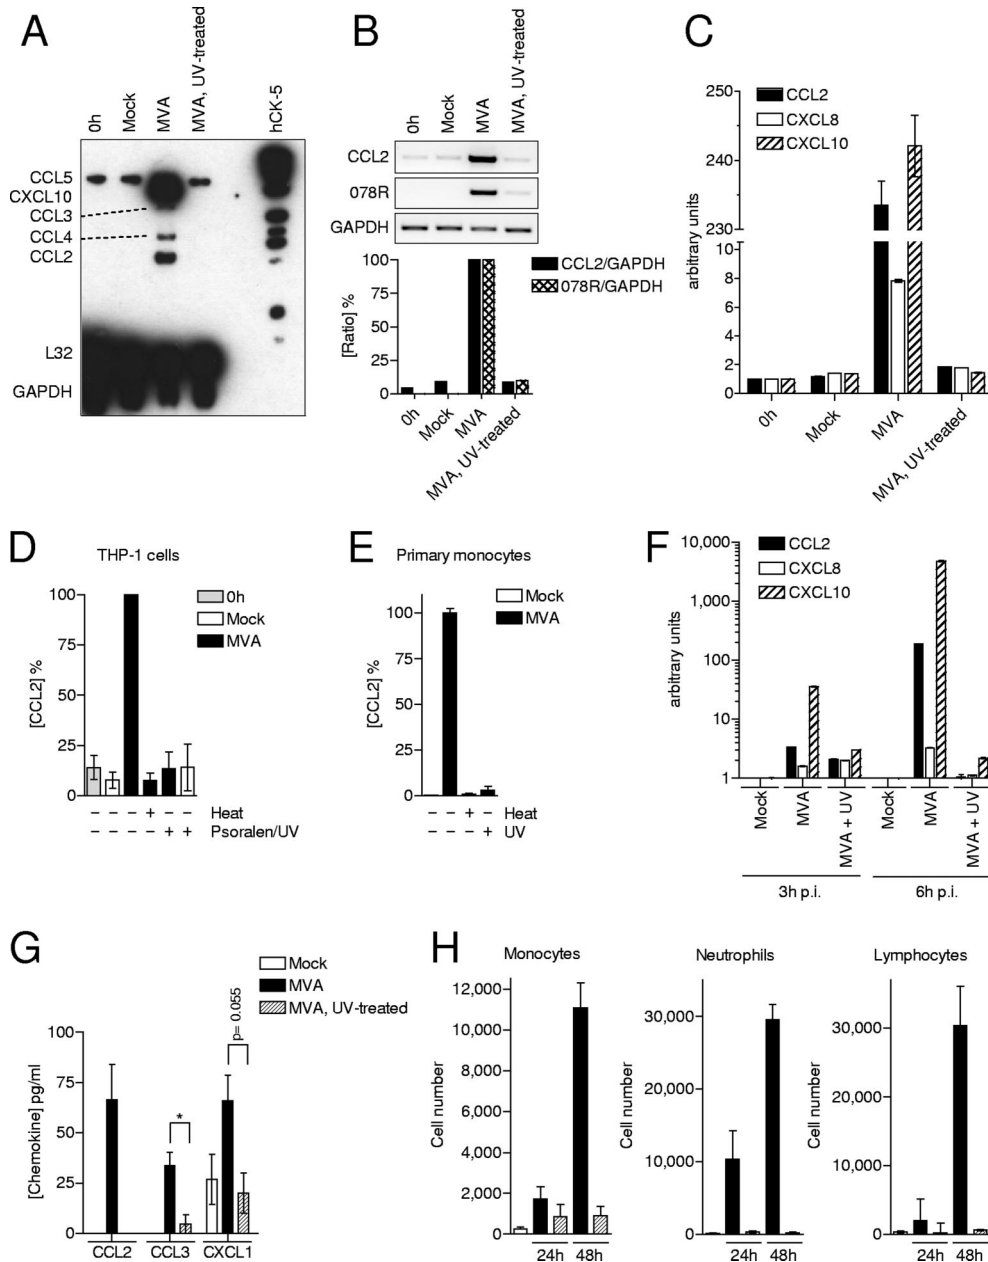 A
0h
Mock
MVA
MVA, UV-treated
hCK-5
CCL5
CXCL10
CCL3
CCL4
CCL2
L32
GAPDH
B
0h
Mock
MVA
MVA, UV-treated
CCL2
078R
GAPDH
CCL2/GAPDH
078R/GAPDH
[Ratio] %
100
75
50
25
0
0h
Mock
MVA
MVA, UV-treated
C
CCL2
CXCL8
CXCL10
arbitrary units
250
240
230
10
8
6
4
2
0
0h
Mock
MVA
MVA, UV-treated
D
THP-1 cells
0h
Mock
MVA
[CCL2] %
100
75
50
25
0
− − − + − − Heat
− − − − + + Psoralen/UV
E
Primary monocytes
Mock
MVA
[CCL2] %
100
75
50
25
0
− − + − Heat
− − − + UV
F
CCL2
CXCL8
CXCL10
arbitrary units
10,000
1,000
100
10
1
Mock
MVA
MVA + UV
Mock
MVA
MVA + UV
3h p.i.
6h p.i.
G
Mock
MVA
MVA, UV-treated
[Chemokine] pg/ml
100
75
50
25
0
*
p= 0.055
CCL2 CCL3 CXCL1
H
Monocytes
Cell number
12,000
10,000
8,000
6,000
4,000
2,000
0
24h 48h
Neutrophils
Cell number
30,000
20,000
10,000
0
24h 48h
Lymphocytes
Cell number
30,000
20,000
10,000
0
24h 48h